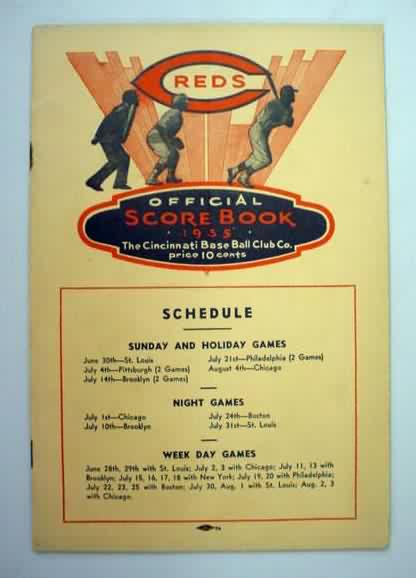 REDS
OFFICIAL
SCORE BOOK
· 1935 ·
The Cincinnati Base Ball Club Co.
price 10 cents
SCHEDULE
SUNDAY AND HOLIDAY GAMES
June 30th—St. Louis
July 4th—Pittsburgh (2 Games)
July 14th—Brooklyn (2 Games)
July 21st—Philadelphia (2 Games)
August 4th—Chicago
NIGHT GAMES
July 1st—Chicago
July 10th—Brooklyn
July 24th—Boston
July 31st—St. Louis
WEEK DAY GAMES
June 28th, 29th with St. Louis; July 2, 3 with Chicago; July 11, 13 with
Brooklyn; July 15, 16, 17, 18 with New York; July 19, 20 with Philadelphia;
July 22, 23, 25 with Boston; July 30, Aug. 1 with St. Louis; Aug. 2, 3
with Chicago.